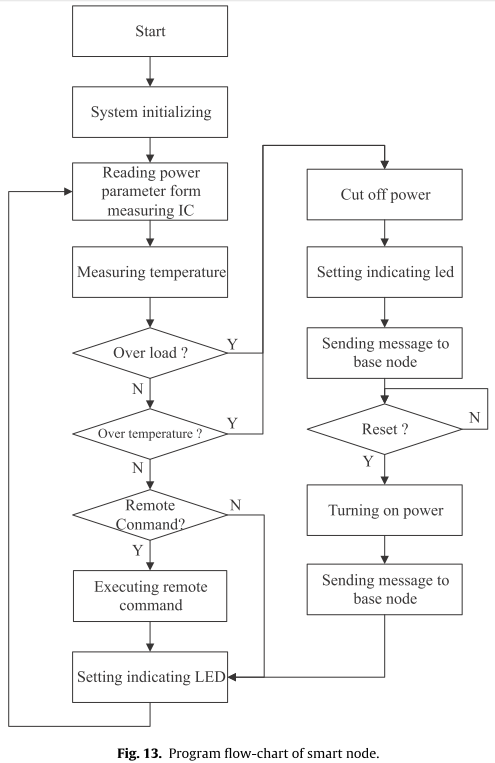 Start
System initializing
Reading power
parameter form
measuring IC
Measuring temperature
Over load ?
Y
N
Over temperature ?
Y
N
Remote
Command?
N
Y
Executing remote
command
Setting indicating LED
Cut off power
Setting indicating led
Sending message to
base node
Reset ?
N
Y
Turning on power
Sending message to
base node
Fig. 13. Program flow-chart of smart node.